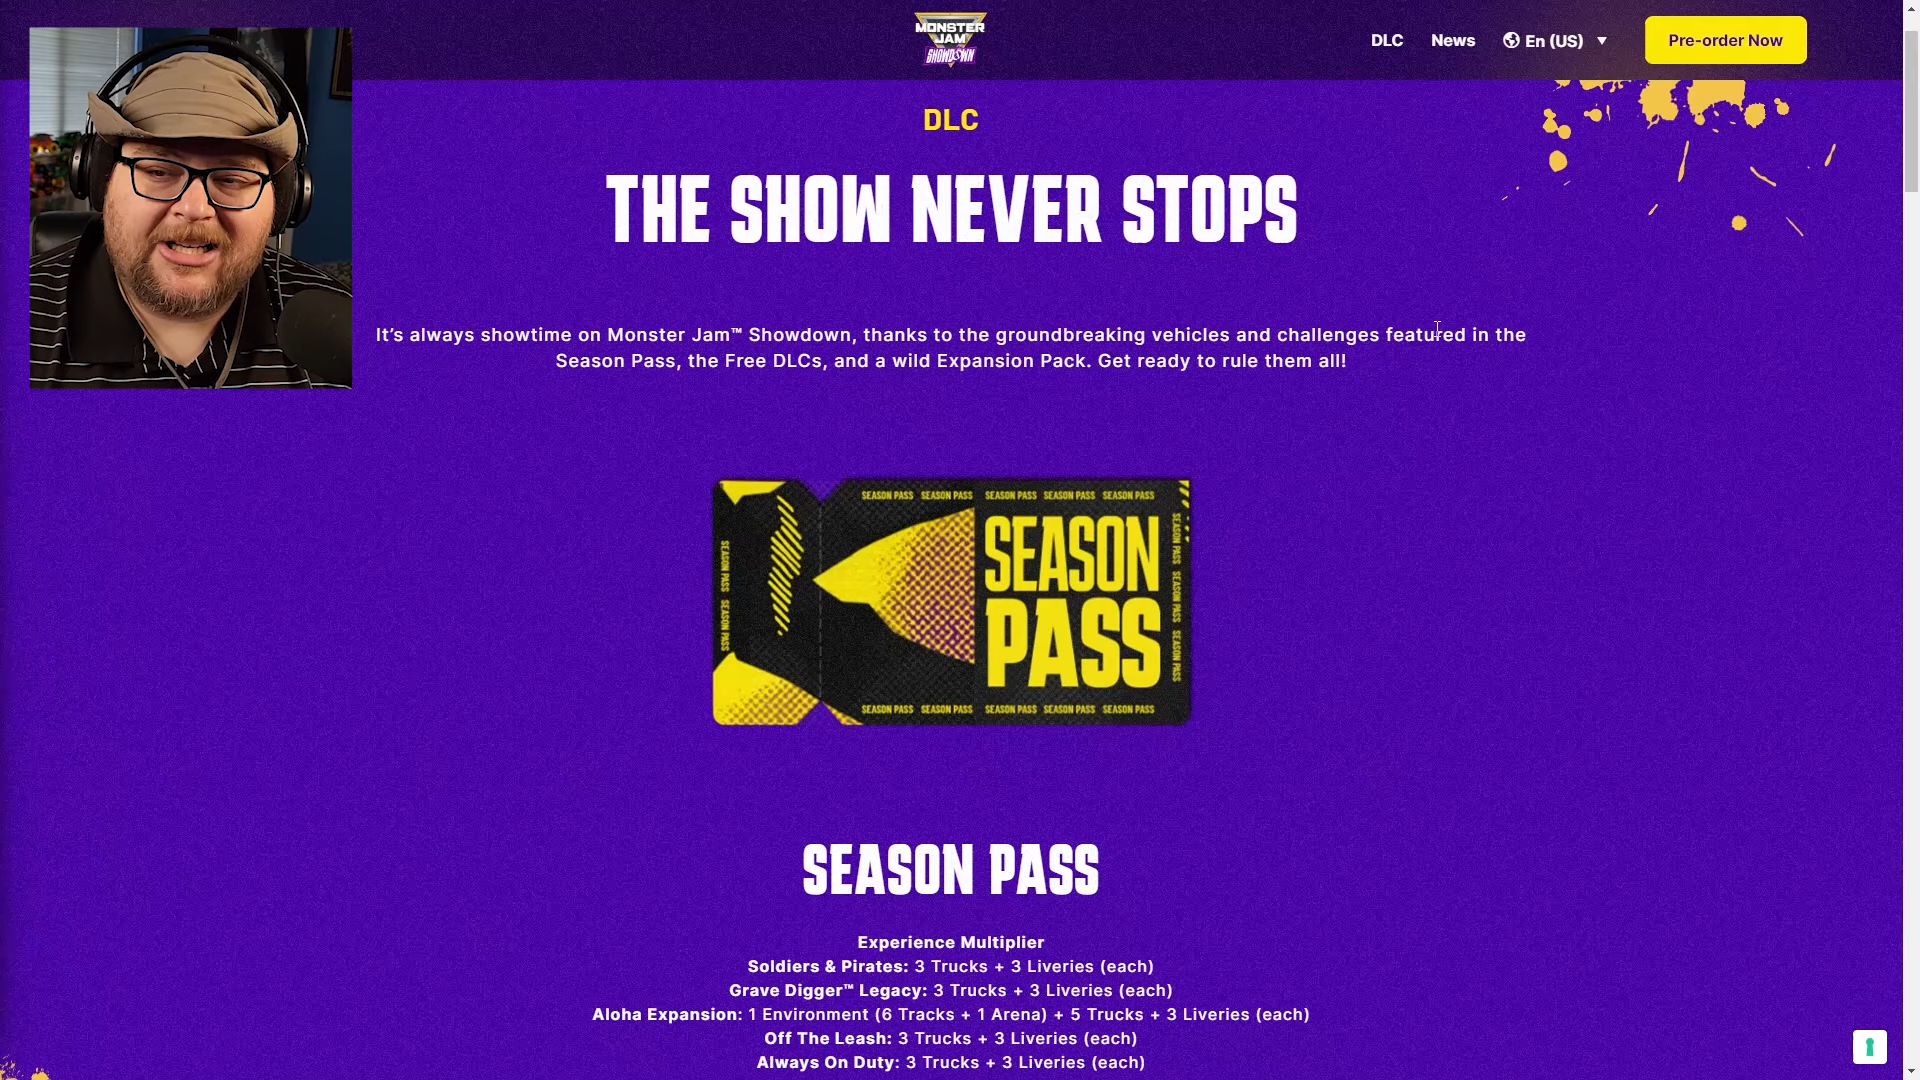 MONSTER
JAM
SHOWDOWN
DLC
News
En (US)
Pre-order Now
DLC
THE SHOW NEVER STOPS
It’s always showtime on Monster Jam™ Showdown, thanks to the groundbreaking vehicles and challenges featured in the
Season Pass, the Free DLCs, and a wild Expansion Pack. Get ready to rule them all!
SEASON PASS SEASON PASS SEASON PASS SEASON PASS SEASON PASS
SEASON PASS SEASON PASS
SEASON
PASS
SEASON PASS SEASON PASS SEASON PASS
SEASON PASS SEASON PASS SEASON PASS SEASON PASS SEASON PASS
SEASON PASS
Experience Multiplier
Soldiers & Pirates: 3 Trucks + 3 Liveries (each)
Grave Digger™ Legacy: 3 Trucks + 3 Liveries (each)
Aloha Expansion: 1 Environment (6 Tracks + 1 Arena) + 5 Trucks + 3 Liveries (each)
Off The Leash: 3 Trucks + 3 Liveries (each)
Always On Duty: 3 Trucks + 3 Liveries (each)